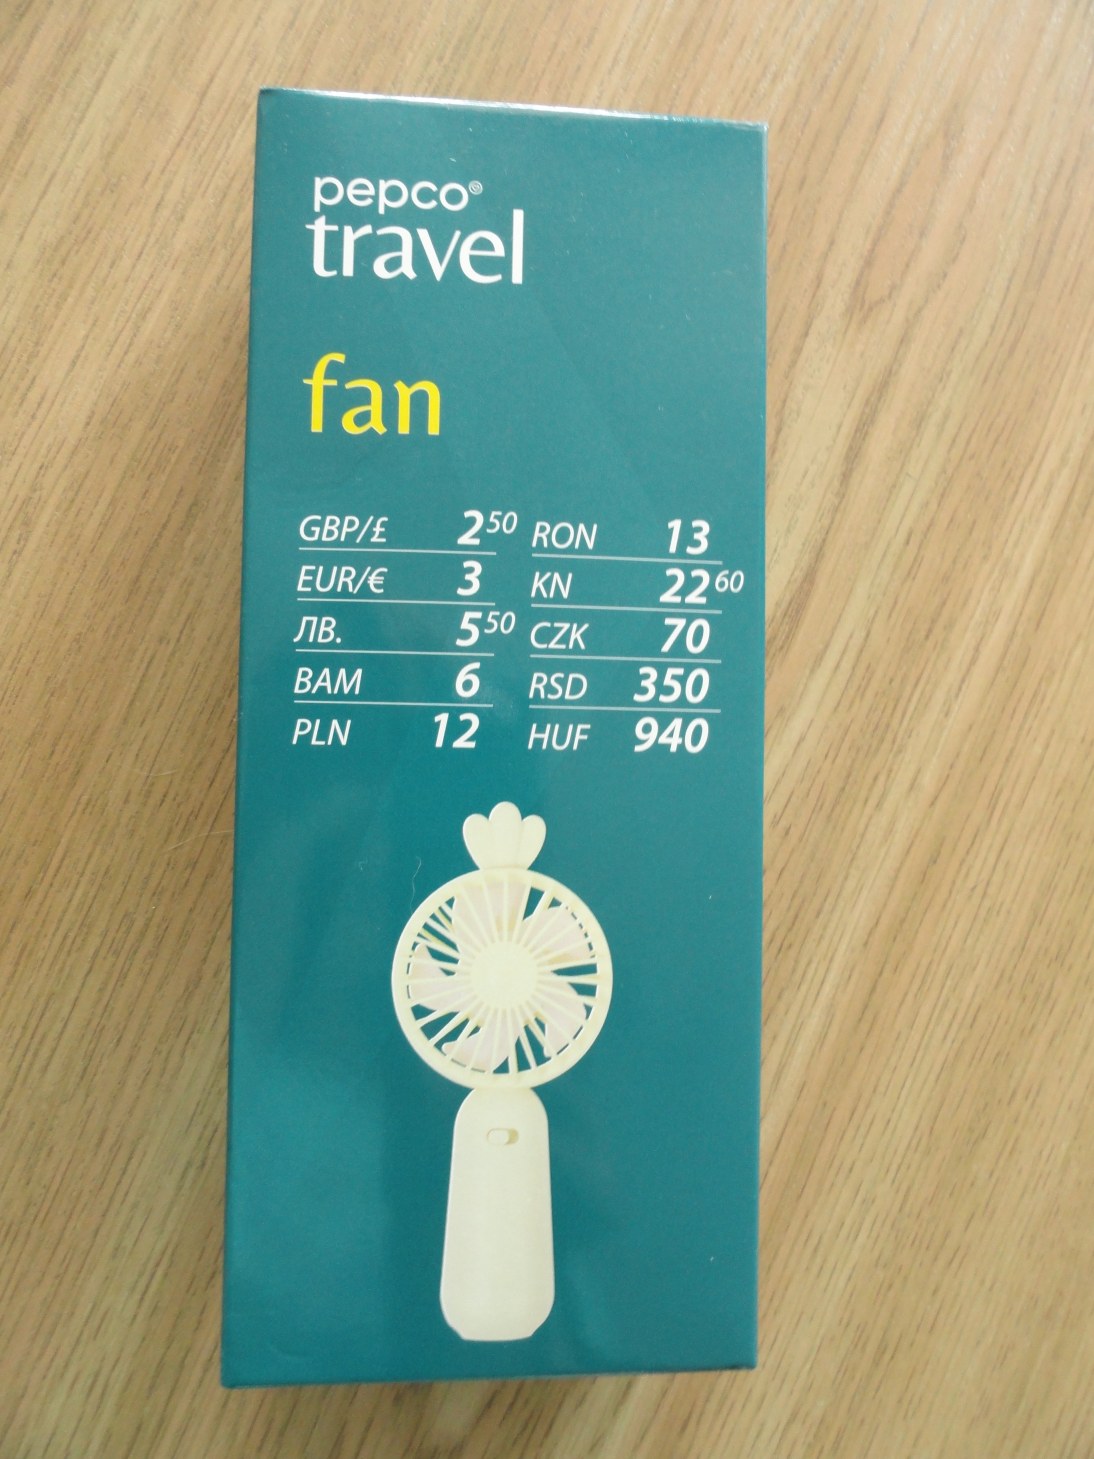 pepco®
travel
fan
GBP/£ 2⁵⁰ RON 13
EUR/€ 3 KN 22⁶⁰
ЛВ. 5⁵⁰ CZK 70
BAM 6 RSD 350
PLN 12 HUF 940